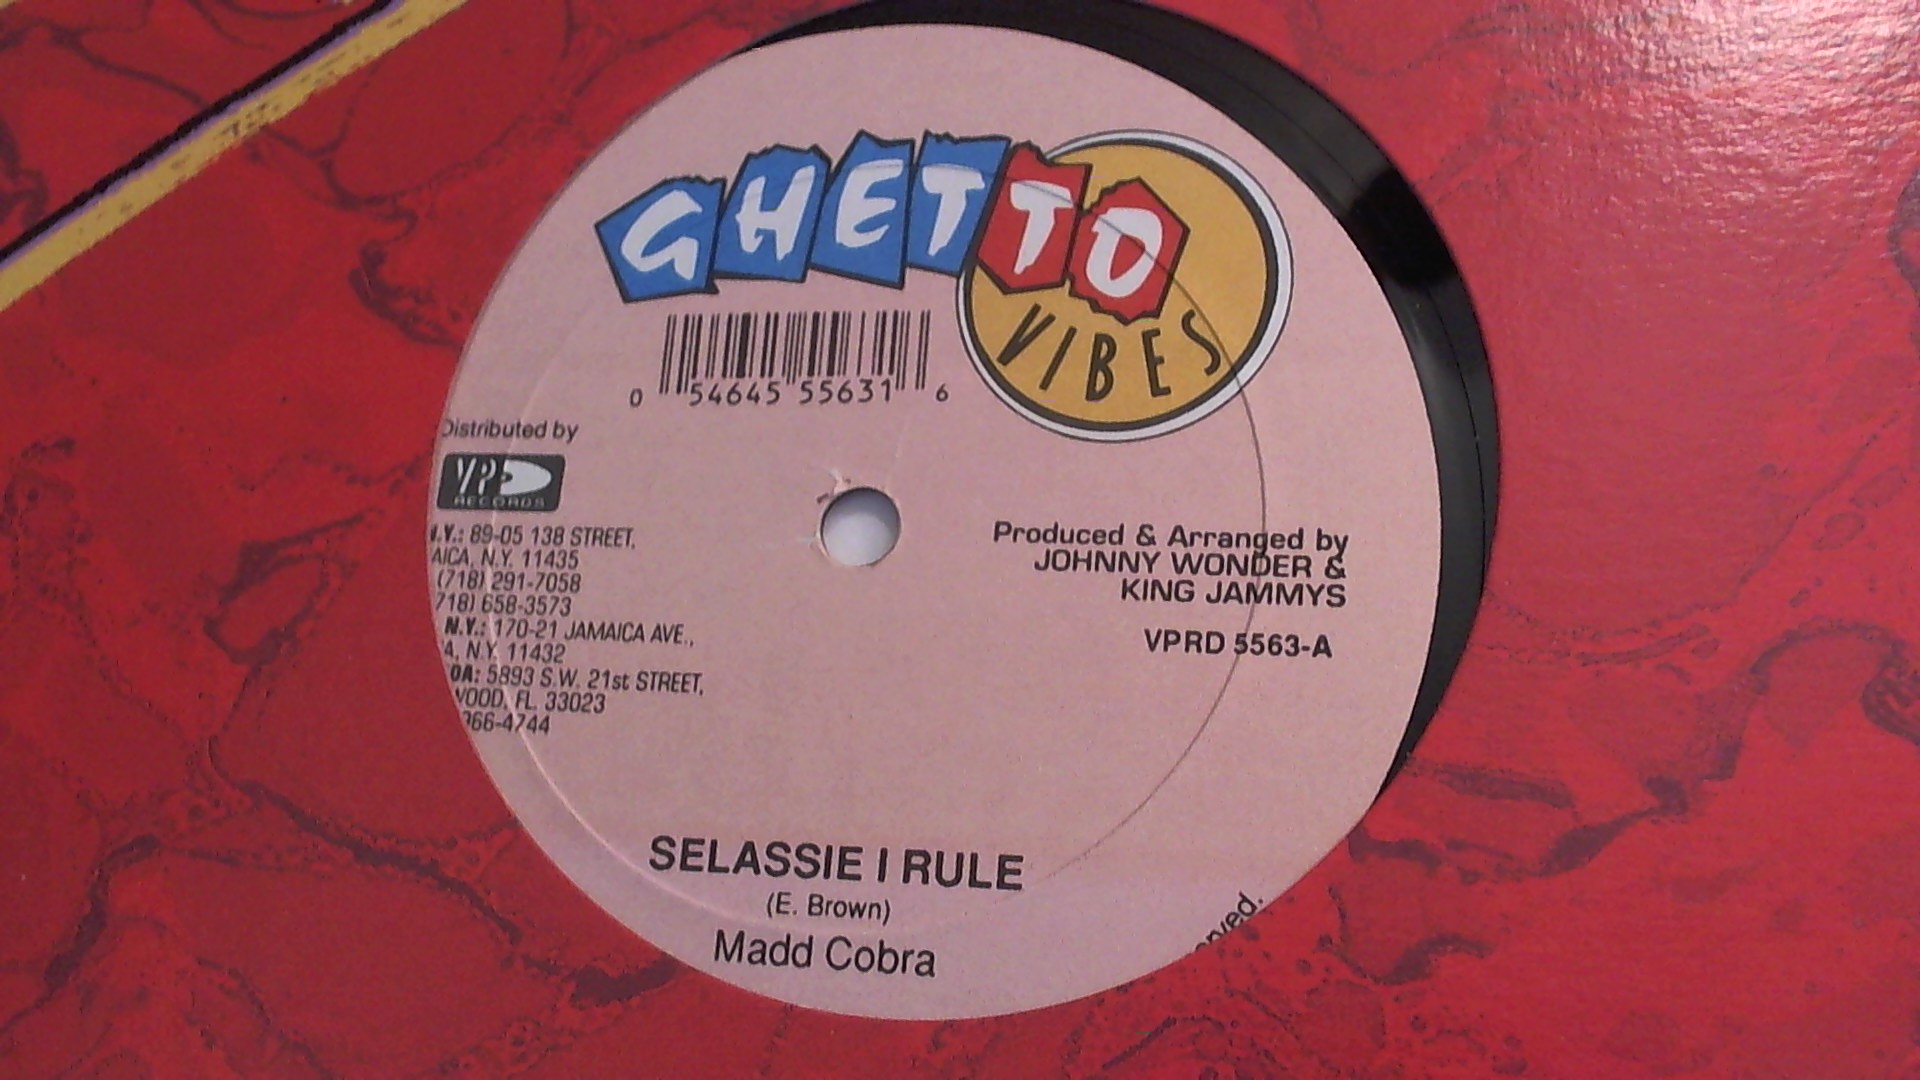 GHETTO
VIBES
0 54645 55631 6
Distributed by
VP
RECORDS
.Y.: 89-05 138 STREET,
AICA, N.Y. 11435
(718) 291-7058
718) 658-3573
N.Y.: 170-21 JAMAICA AVE.,
A, N.Y. 11432
DA: 5893 S.W. 21st STREET,
WOOD, FL. 33023
966-4744
Produced & Arranged by
JOHNNY WONDER &
KING JAMMYS
VPRD 5563-A
SELASSIE I RULE
(E. Brown)
Madd Cobra
erved.